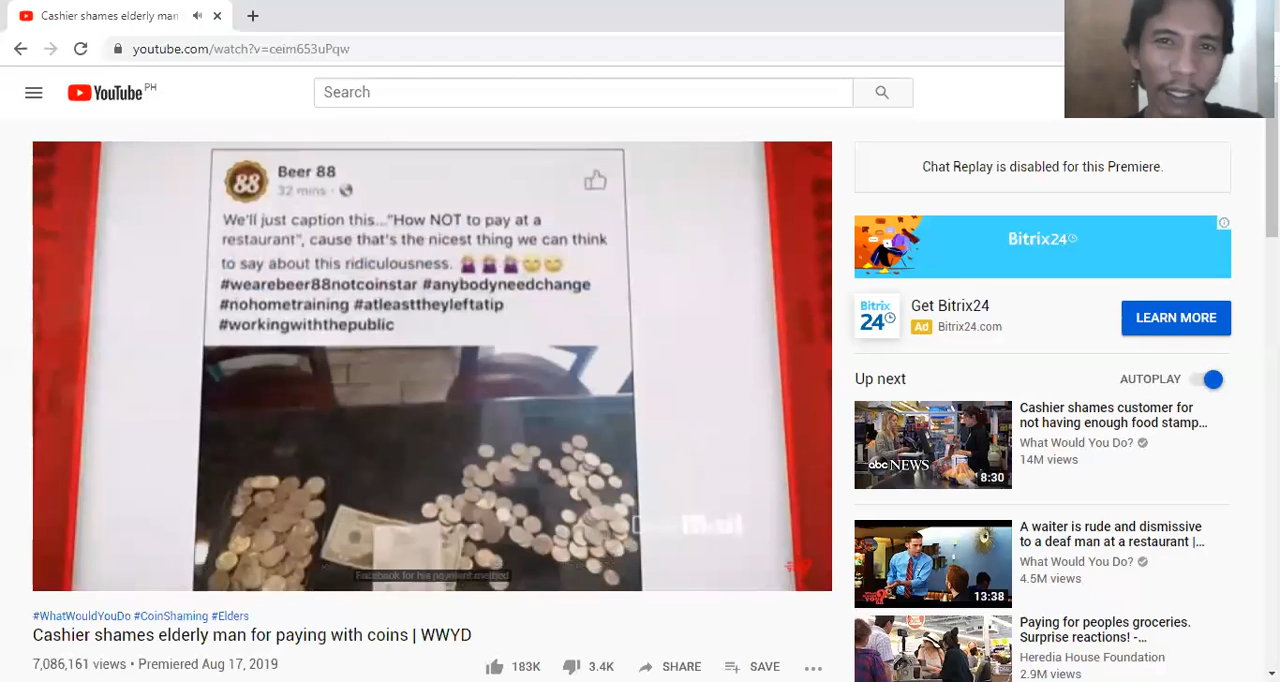 Cashier shames elderly man
youtube.com/watch?v=ceim653uPqw
YouTube PH
Search
88
Beer 88
32 mins
We'll just caption this..."How NOT to pay at a
restaurant", cause that's the nicest thing we can think
to say about this ridiculousness.
#wearebeer88notcoinstar #anybodyneedchange
#nohometraining #atleasttheyleftatip
#workingwiththepublic
Facebook for his payment method
#WhatWouldYouDo #CoinShaming #Elders
Cashier shames elderly man for paying with coins | WWYD
7,086,161 views • Premiered Aug 17, 2019
183K
3.4K
SHARE
SAVE
Chat Replay is disabled for this Premiere.
Bitrix24
Bitrix
24
Get Bitrix24
Ad Bitrix24.com
LEARN MORE
Up next
AUTOPLAY
abc NEWS
8:30
Cashier shames customer for
not having enough food stamp...
What Would You Do?
14M views
13:38
A waiter is rude and dismissive
to a deaf man at a restaurant |...
What Would You Do?
4.5M views
Paying for peoples groceries.
Surprise reactions! -...
Heredia House Foundation
2.9M views